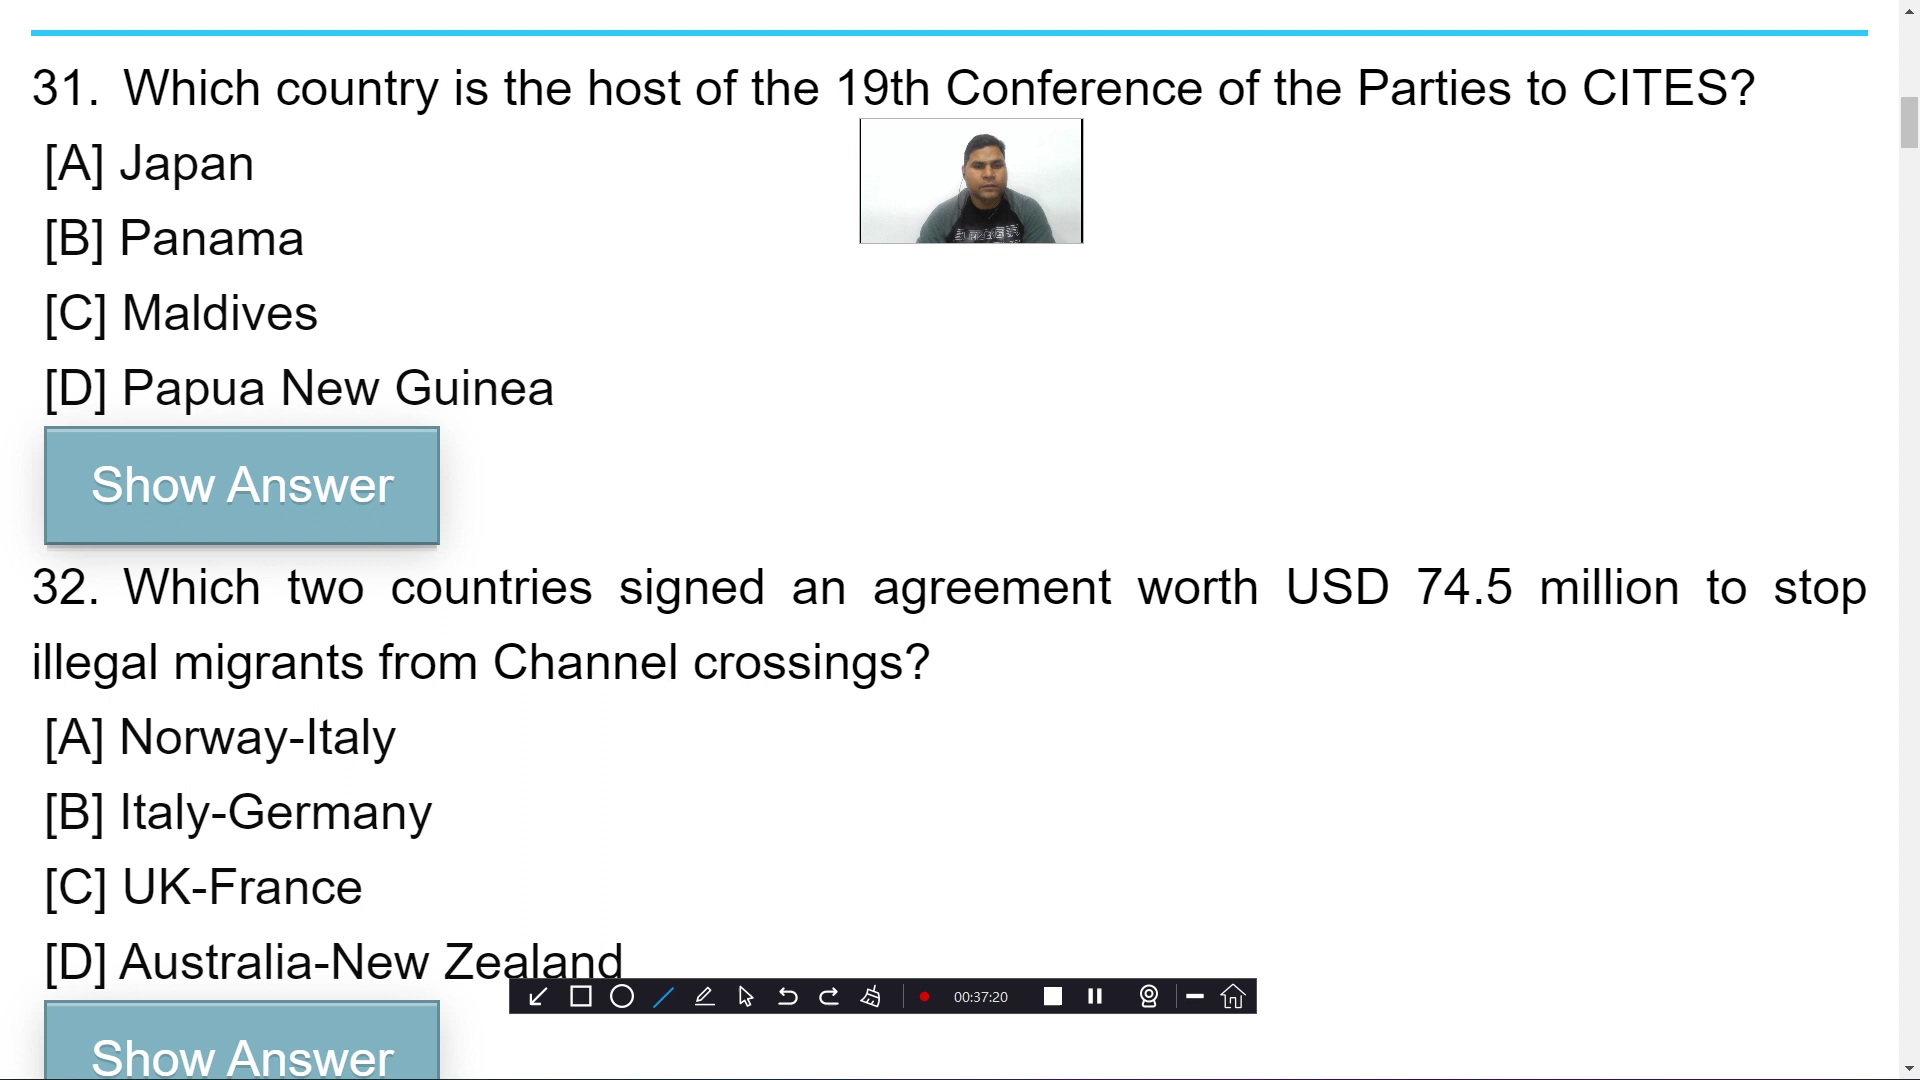 31. Which country is the host of the 19th Conference of the Parties to CITES?
[A] Japan
[B] Panama
[C] Maldives
[D] Papua New Guinea
Show Answer
32. Which two countries signed an agreement worth USD 74.5 million to stop
illegal migrants from Channel crossings?
[A] Norway-Italy
[B] Italy-Germany
[C] UK-France
[D] Australia-New Zealand
00:37:20
Show Answer